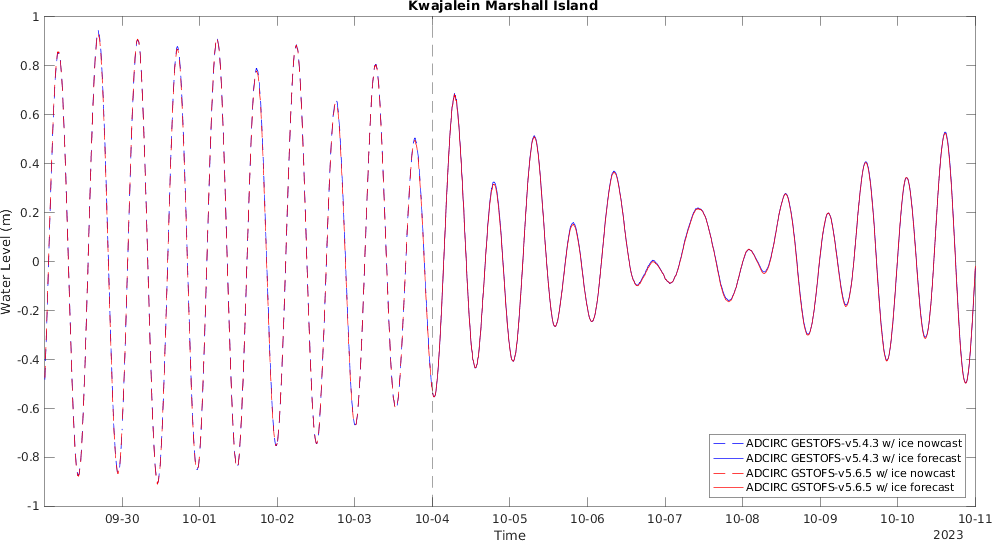 Kwajalein Marshall Island
1
0.8
0.6
0.4
0.2
0
-0.2
-0.4
-0.6
-0.8
-1
Water Level (m)
ADCIRC GESTOFS-v5.4.3 w/ ice nowcast
ADCIRC GESTOFS-v5.4.3 w/ ice forecast
ADCIRC GSTOFS-v5.6.5 w/ ice nowcast
ADCIRC GSTOFS-v5.6.5 w/ ice forecast
09-30 10-01 10-02 10-03 10-04 10-05 10-06 10-07 10-08 10-09 10-10 10-11
Time
2023